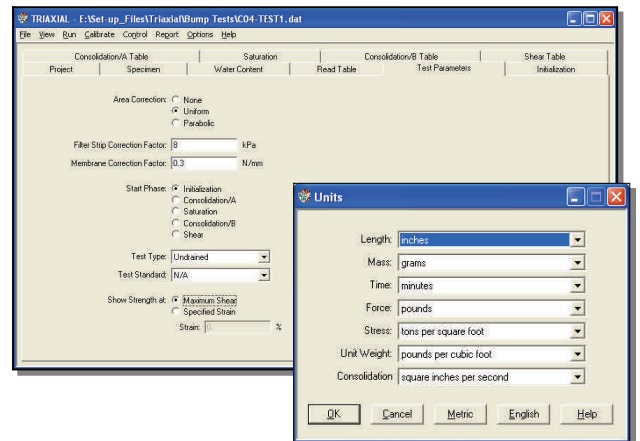 TRIAXIAL - E:\Set-up_Files\Triaxial\Bump Tests\C04-TEST1.dat
File View Run Calibrate Control Report Options Help
Consolidation/A Table Saturation Consolidation/B Table Shear Table
Project Specimen Water Content Read Table Test Parameters Initialization
Area Correction: None
Uniform
Parabolic
Filter Strip Correction Factor: 8 kPa
Membrane Correction Factor: 0.3 N/mm
Start Phase: Initialization
Consolidation/A
Saturation
Consolidation/B
Shear
Test Type: Undrained
Test Standard: N/A
Show Strength at: Maximum Shear
Specified Strain
Strain: 0. %
Units
Length: inches
Mass: grams
Time: minutes
Force: pounds
Stress: tons per square foot
Unit Weight: pounds per cubic foot
Consolidation square inches per second
OK Cancel Metric English Help